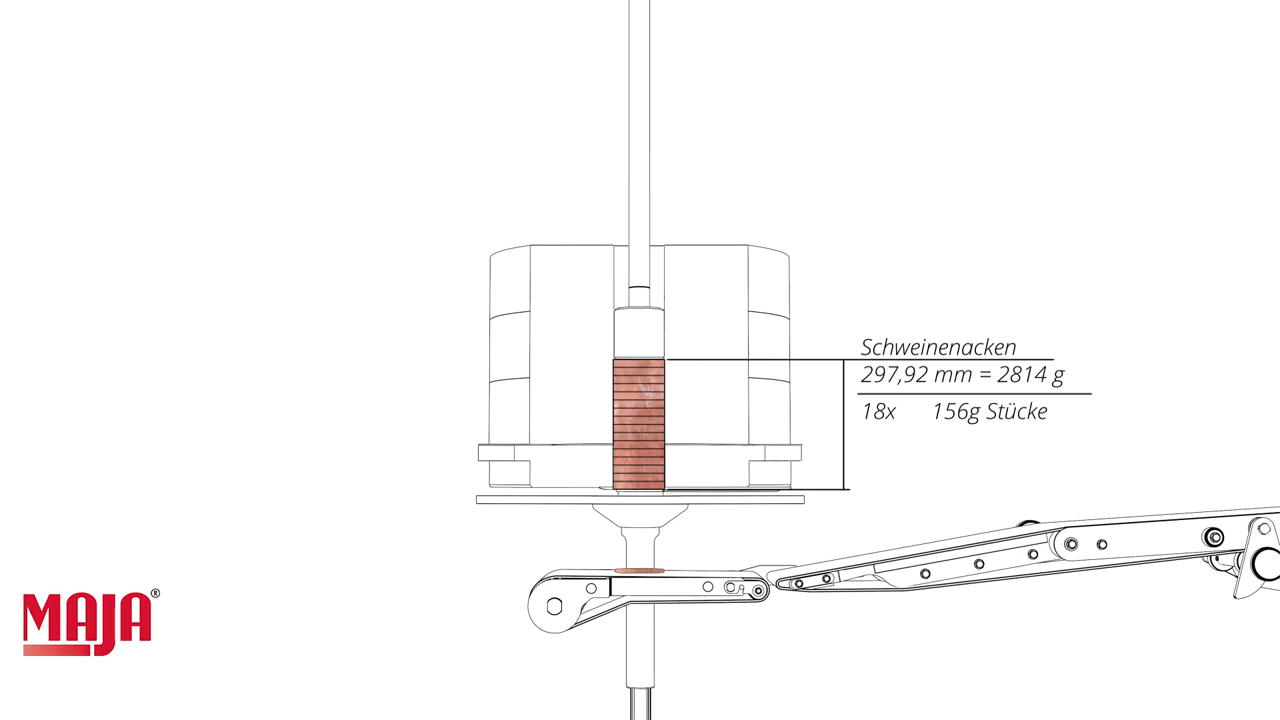 Schweinenacken
297,92 mm = 2814 g
18x 156g Stücke
MAJA®